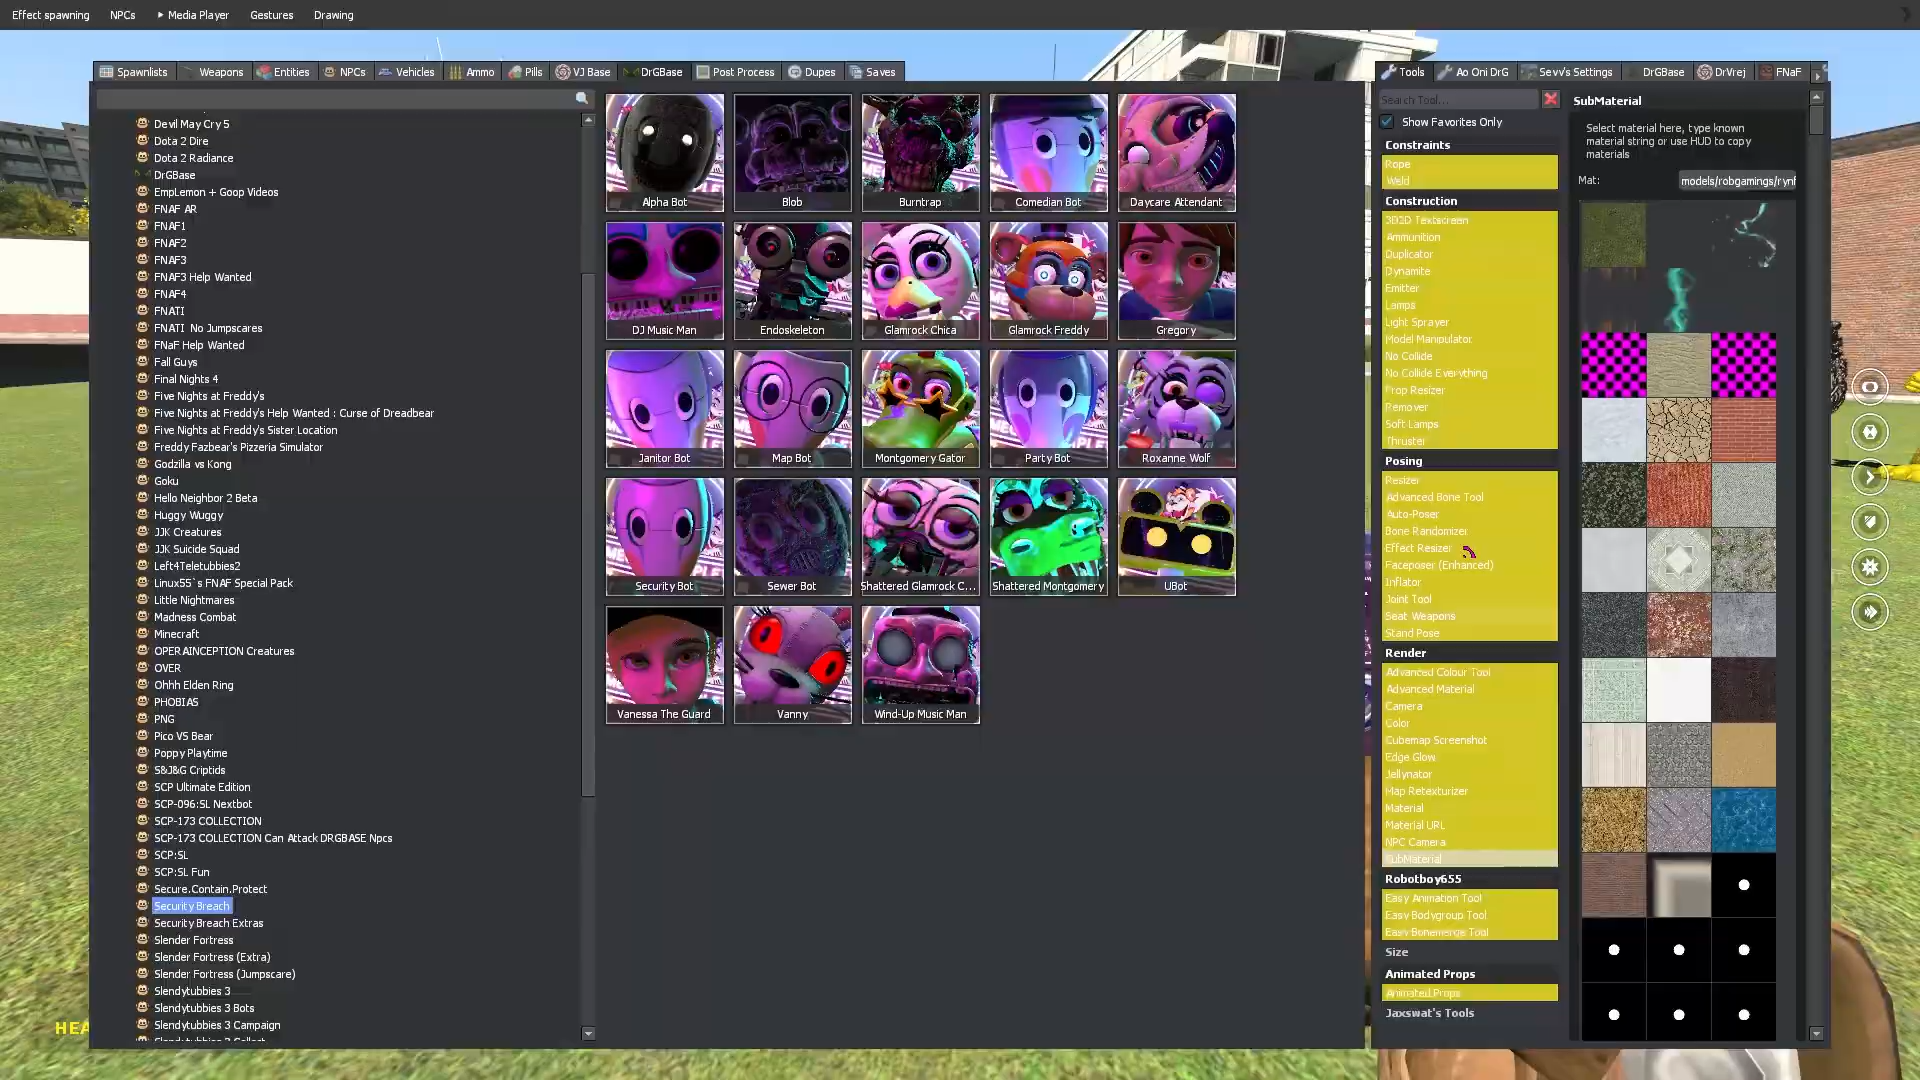 Effect spawning NPCs Media Player Gestures Drawing
Spawnlists Weapons Entities NPCs Vehicles Ammo Pills VJ Base DrGBase Post Process Dupes Saves
Tools Ao Oni DrG Sevv's Settings DrGBase DrVrej FNaF
Devil May Cry 5
Dota 2 Dire
Dota 2 Radiance
DrGBase
EmpLemon + Goop Videos
FNAF AR
FNAF1
FNAF2
FNAF3
FNAF3 Help Wanted
FNAF4
FNATI
FNATI No Jumpscares
FNaF Help Wanted
Fall Guys
Final Nights 4
Five Nights at Freddy's
Five Nights at Freddy's Help Wanted : Curse of Dreadbear
Five Nights at Freddy's Sister Location
Freddy Fazbear's Pizzeria Simulator
Godzilla vs Kong
Goku
Hello Neighbor 2 Beta
Huggy Wuggy
JJK Creatures
JJK Suicide Squad
Left4Teletubbies2
Linux55`s FNAF Special Pack
Little Nightmares
Madness Combat
Minecraft
OPERAINCEPTION Creatures
OVER
Ohhh Elden Ring
PHOBIAS
PNG
Pico VS Bear
Poppy Playtime
S&J&G Criptids
SCP Ultimate Edition
SCP-096:SL Nextbot
SCP-173 COLLECTION
SCP-173 COLLECTION Can Attack DRGBASE Npcs
SCP:SL
SCP:SL Fun
Secure.Contain.Protect
Security Breach
Security Breach Extras
Slender Fortress
Slender Fortress (Extra)
Slender Fortress (Jumpscare)
Slendytubbies 3
Slendytubbies 3 Bots
Slendytubbies 3 Campaign
Slendytubbies 3 Collect
HEA
Alpha Bot Blob Burntrap Comedian Bot Daycare Attendant
DJ Music Man Endoskeleton Glamrock Chica Glamrock Freddy Gregory
Janitor Bot Map Bot Montgomery Gator Party Bot Roxanne Wolf
Security Bot Sewer Bot Shattered Glamrock C... Shattered Montgomery UBot
Vanessa The Guard Vanny Wind-Up Music Man
Search Tool...
Show Favorites Only
Constraints
Rope
Weld
Construction
3D2D Textscreen
Ammunition
Duplicator
Dynamite
Emitter
Lamps
Light Sprayer
Model Manipulator
No Collide
No Collide Everything
Prop Resizer
Remover
Soft Lamps
Thruster
Posing
Resizer
Advanced Bone Tool
Auto-Poser
Bone Randomizer
Effect Resizer
Faceposer (Enhanced)
Inflator
Joint Tool
Seat Weapons
Stand Pose
Render
Advanced Colour Tool
Advanced Material
Camera
Color
Cubemap Screenshot
Edge Glow
Jellynator
Map Retexturizer
Material
Material URL
NPC Camera
SubMaterial
Robotboy655
Easy Animation Tool
Easy Bodygroup Tool
Easy Bonemerge Tool
Size
Animated Props
Animated Props
Jaxswat's Tools
SubMaterial
Select material here, type known
material string or use HUD to copy
materials
Mat: models/robgamings/rynf